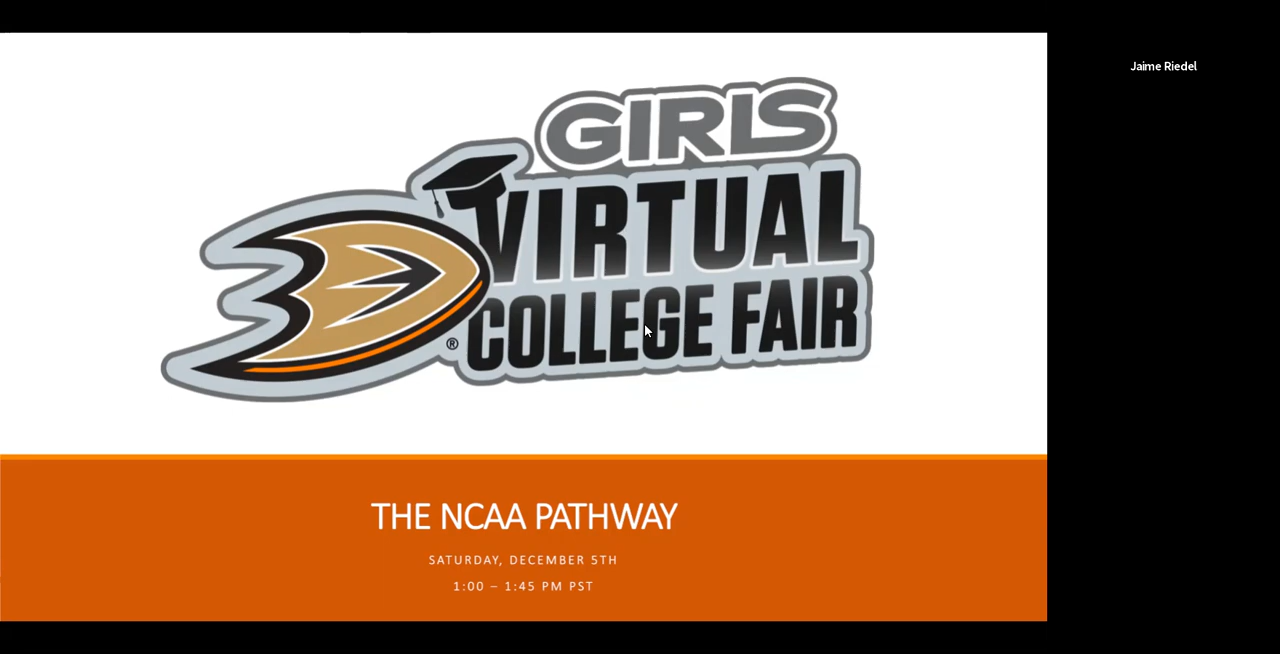 Jaime Riedel
GIRLS
VIRTUAL
COLLEGE FAIR
®
THE NCAA PATHWAY
SATURDAY, DECEMBER 5TH
1:00 – 1:45 PM PST